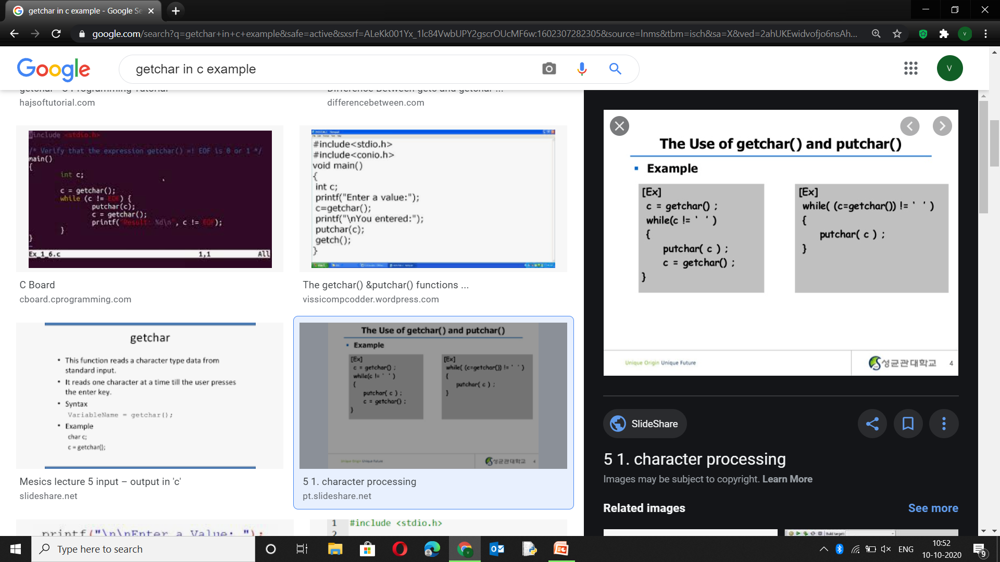 getchar in c example - Google Se
google.com/search?q=getchar+in+c+example&safe=active&sxsrf=ALeKk001Yx_1lc84VwbUPY2gscrOUcMF6w:1602307282305&source=lnms&tbm=isch&sa=X&ved=2ahUKEwidvofjo6nsAh...
V
Google
getchar in c example
V
hajsoftutorial.com
differencebetween.com
#include <stdio.h>
/* Verify that the expression getchar() =! EOF is 0 or 1 */
main()
{
int c;
c = getchar();
while (c != EOF) {
putchar(c);
c = getchar();
printf("Result: %d\n", c != EOF);
}
}
Ex_1_6.c 1,1 All
C Board
cboard.cprogramming.com
#include<stdio.h>
#include<conio.h>
void main()
{
int c;
printf("Enter a value:");
c=getchar();
printf("\nYou entered:");
putchar(c);
getch();
}
The getchar() &putchar() functions ...
vissicompcodder.wordpress.com
getchar
• This function reads a character type data from
standard input.
• It reads one character at a time till the user presses
the enter key.
• Syntax
VariableName = getchar();
• Example
char c;
c = getchar();
Mesics lecture 5 input – output in 'c'
slideshare.net
The Use of getchar() and putchar()
Example
[Ex]
c = getchar() ;
while(c != ' ' )
{
putchar( c ) ;
c = getchar() ;
}
[Ex]
while( (c=getchar()) != ' ' )
{
putchar( c ) ;
}
Unique Origin Unique Future
성균관대학교 4
5 1. character processing
pt.slideshare.net
printf("\n\nEnter a Value: ");
1 #include <stdio.h>
2
The Use of getchar() and putchar()
Example
[Ex]
c = getchar() ;
while(c != ' ' )
{
putchar( c ) ;
c = getchar() ;
}
[Ex]
while( (c=getchar()) != ' ' )
{
putchar( c ) ;
}
Unique Origin Unique Future
성균관대학교 4
SlideShare
5 1. character processing
Images may be subject to copyright. Learn More
Related images
See more
Build target:
Type here to search
ENG
10:52
10-10-2020
9